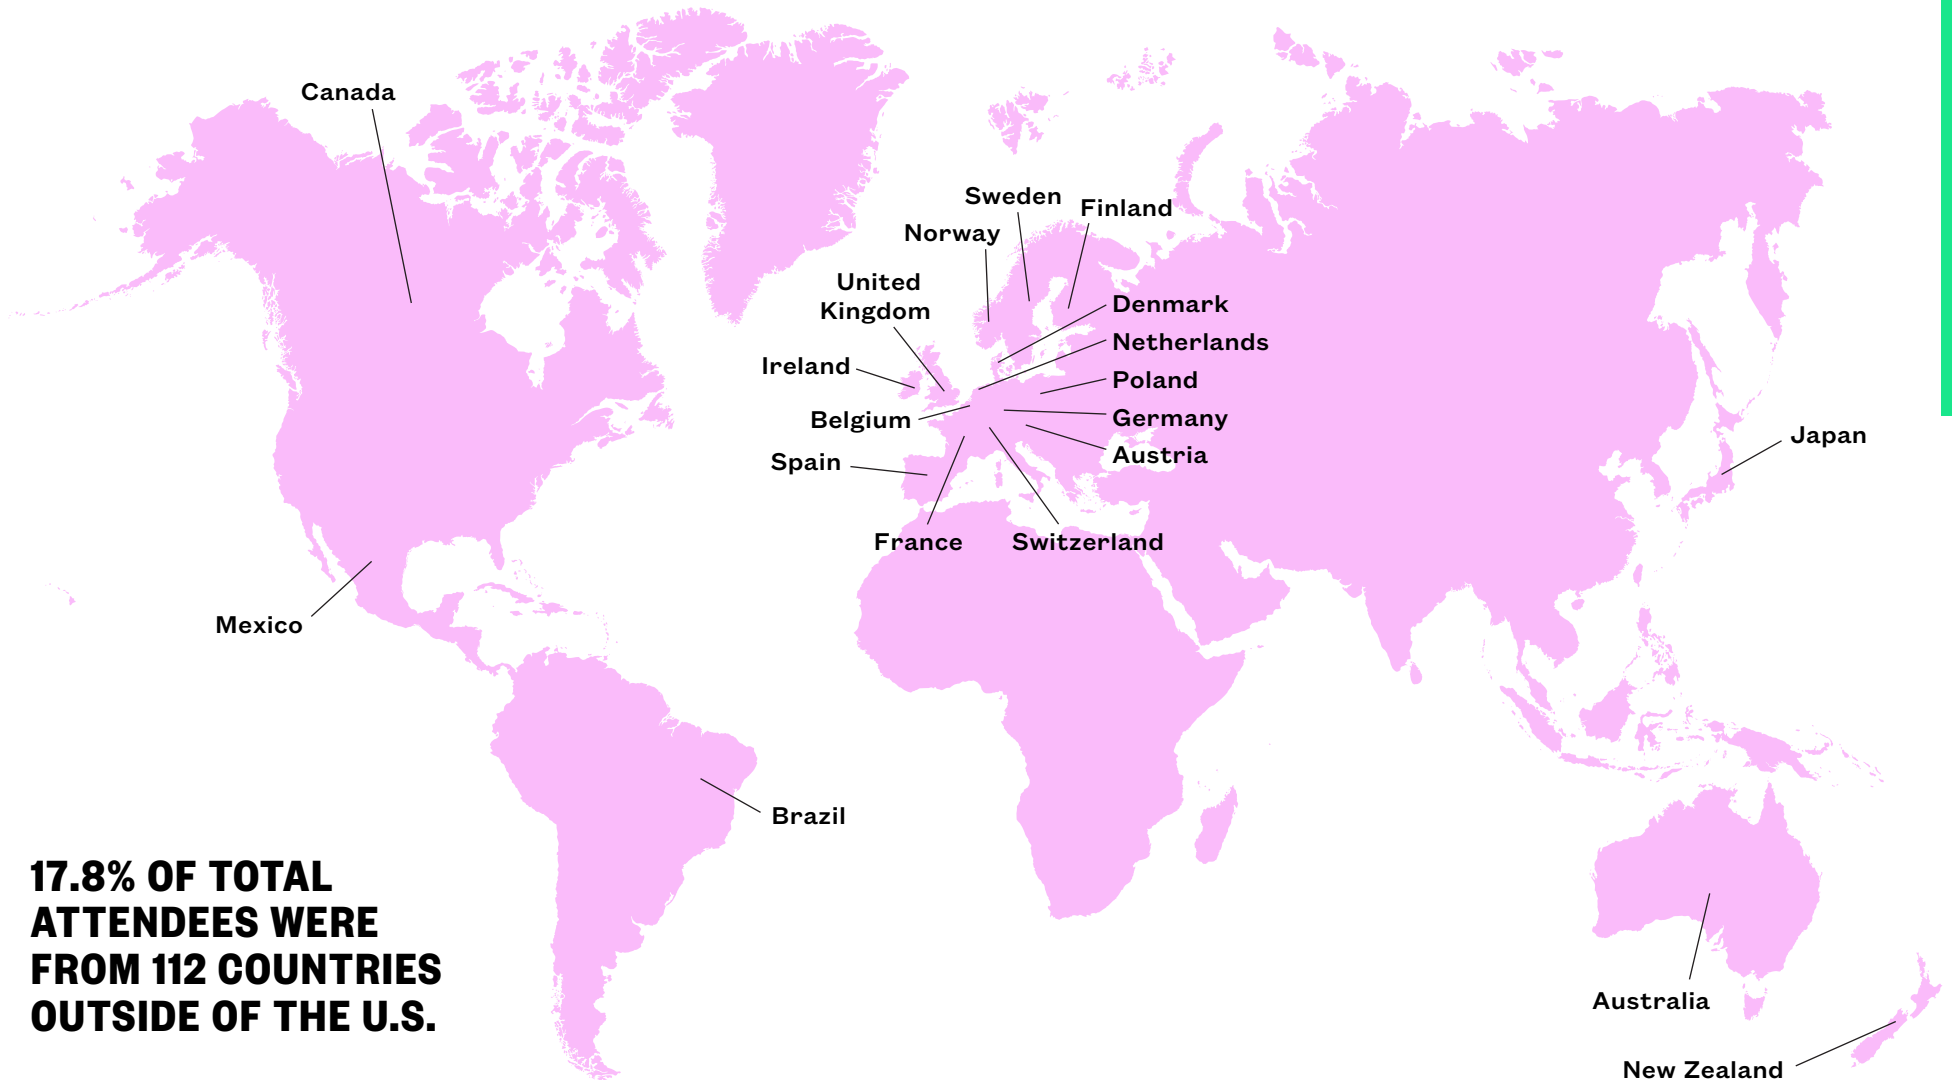 Canada
Sweden
Finland
Norway
United
Kingdom
Denmark
Netherlands
Ireland
Poland
Belgium
Germany
Japan
Spain
Austria
France
Switzerland
Mexico
Brazil
17.8% OF TOTAL
ATTENDEES WERE
FROM 112 COUNTRIES
OUTSIDE OF THE U.S.
Australia
New Zealand